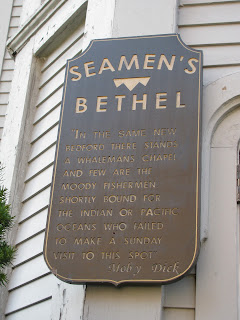 SEAMEN'S
BETHEL
"IN THE SAME NEW
BEDFORD THERE STANDS
A WHALEMANS CHAPEL
AND FEW ARE THE
MOODY FISHERMEN
SHORTLY BOUND FOR
THE INDIAN OR PACIFIC
OCEANS WHO FAILED
TO MAKE A SUNDAY
VISIT TO THIS SPOT"
Moby Dick